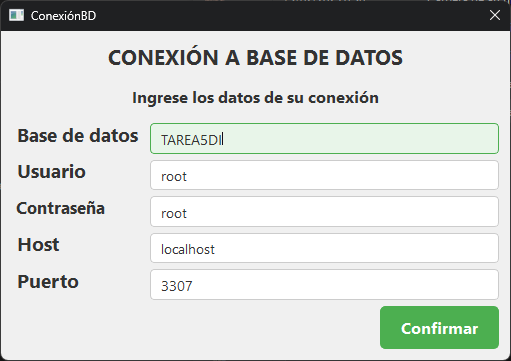 ConexiónBD
CONEXIÓN A BASE DE DATOS
Ingrese los datos de su conexión
Base de datos TAREA5DI
Usuario root
Contraseña root
Host localhost
Puerto 3307
Confirmar